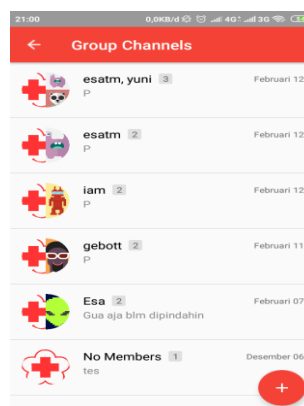 21:00 0,0KB/d 4G⁺ 3G
Group Channels
esatm, yuni 3 Februari 12
P
esatm 2 Februari 12
P
iam 2 Februari 12
P
gebott 2 Februari 11
P
Esa 2 Februari 07
Gua aja blm dipindahin
No Members 1 Desember 06
tes